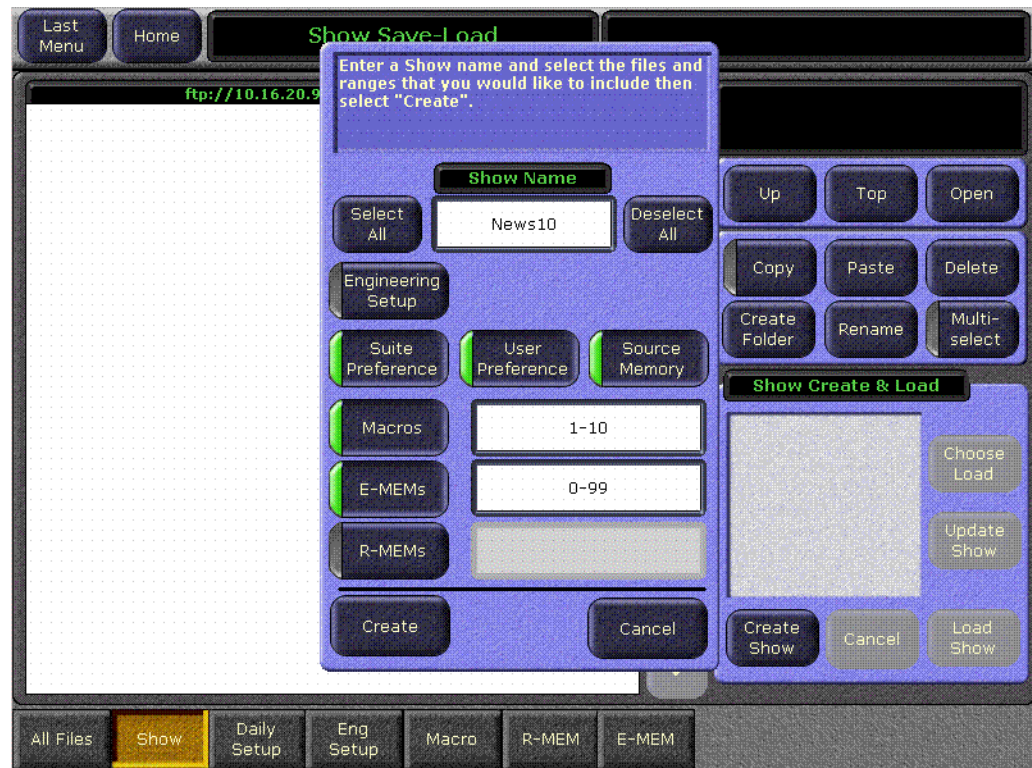 Last
Menu
Home
Show Save-Load
Enter a Show name and select the files and
ranges that you would like to include then
select "Create".
ftp://10.16.20.9
Show Name
Select
All
News10
Deselect
All
Engineering
Setup
Suite
Preference
User
Preference
Source
Memory
Macros
1-10
E-MEMs
0-99
R-MEMs
Create
Cancel
Up
Top
Open
Copy
Paste
Delete
Create
Folder
Rename
Multi-
select
Show Create & Load
Choose
Load
Update
Show
Create
Show
Cancel
Load
Show
All Files
Show
Daily
Setup
Eng
Setup
Macro
R-MEM
E-MEM